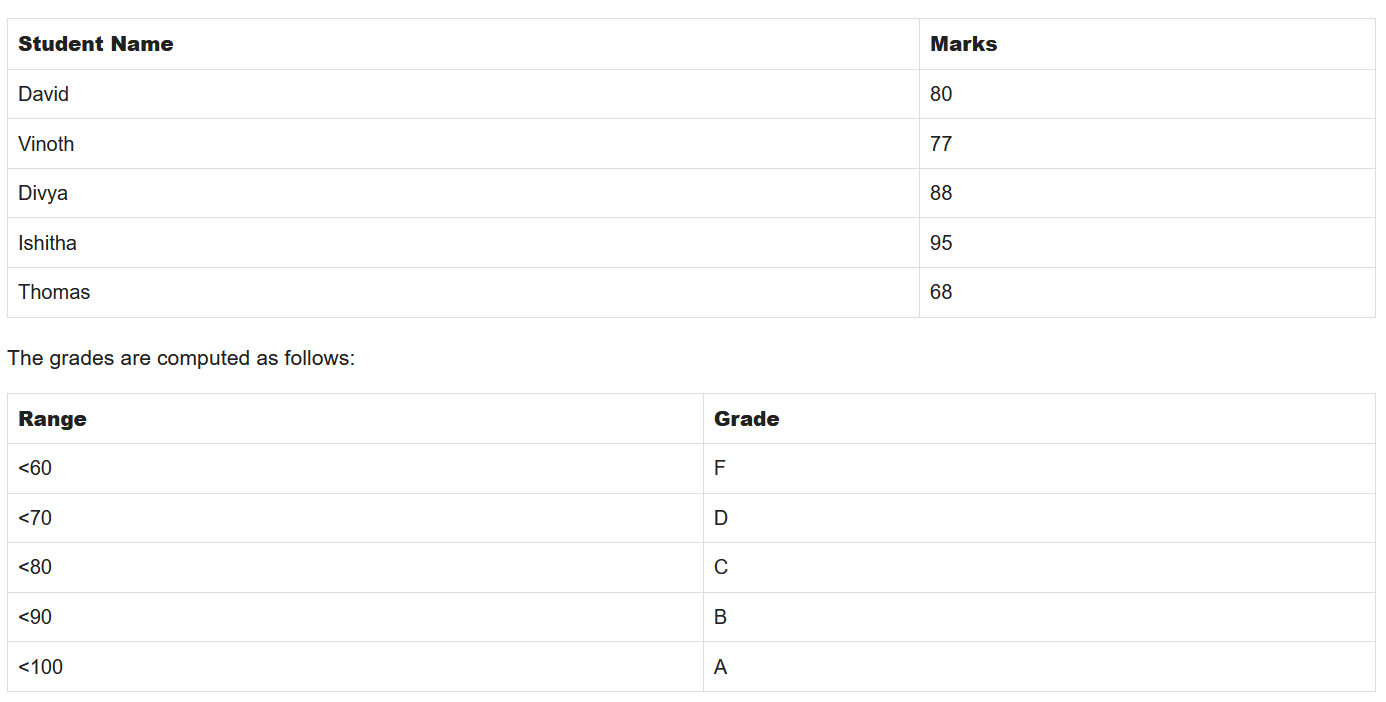 Student Name Marks
David 80
Vinoth 77
Divya 88
Ishitha 95
Thomas 68
The grades are computed as follows:
Range Grade
<60 F
<70 D
<80 C
<90 B
<100 A